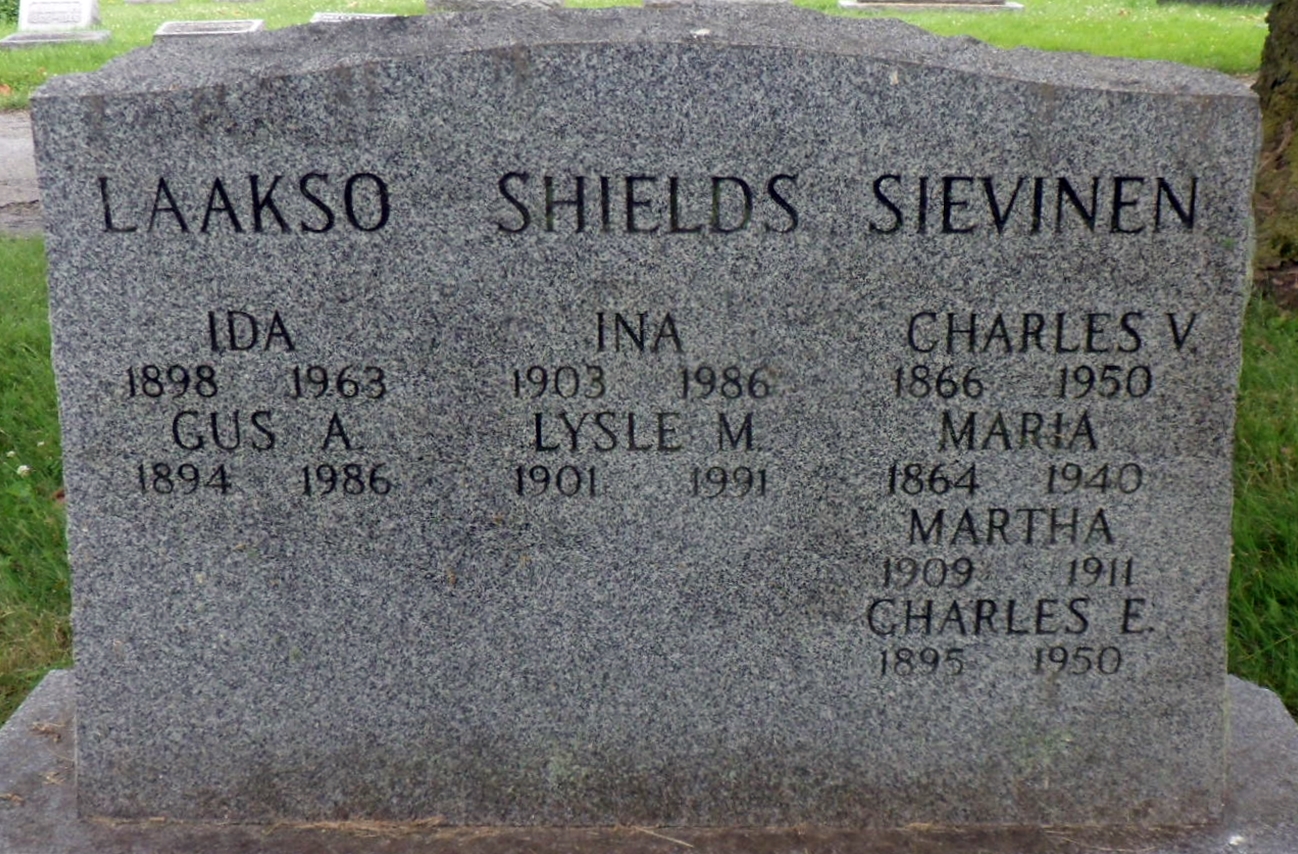 LAAKSO SHIELDS SIEVINEN
IDA INA CHARLES V.
1898 1963 1903 1986 1866 1950
GUS A. LYSLE M. MARIA
1894 1986 1901 1991 1864 1940
MARTHA
1909 1911
CHARLES E.
1895 1950